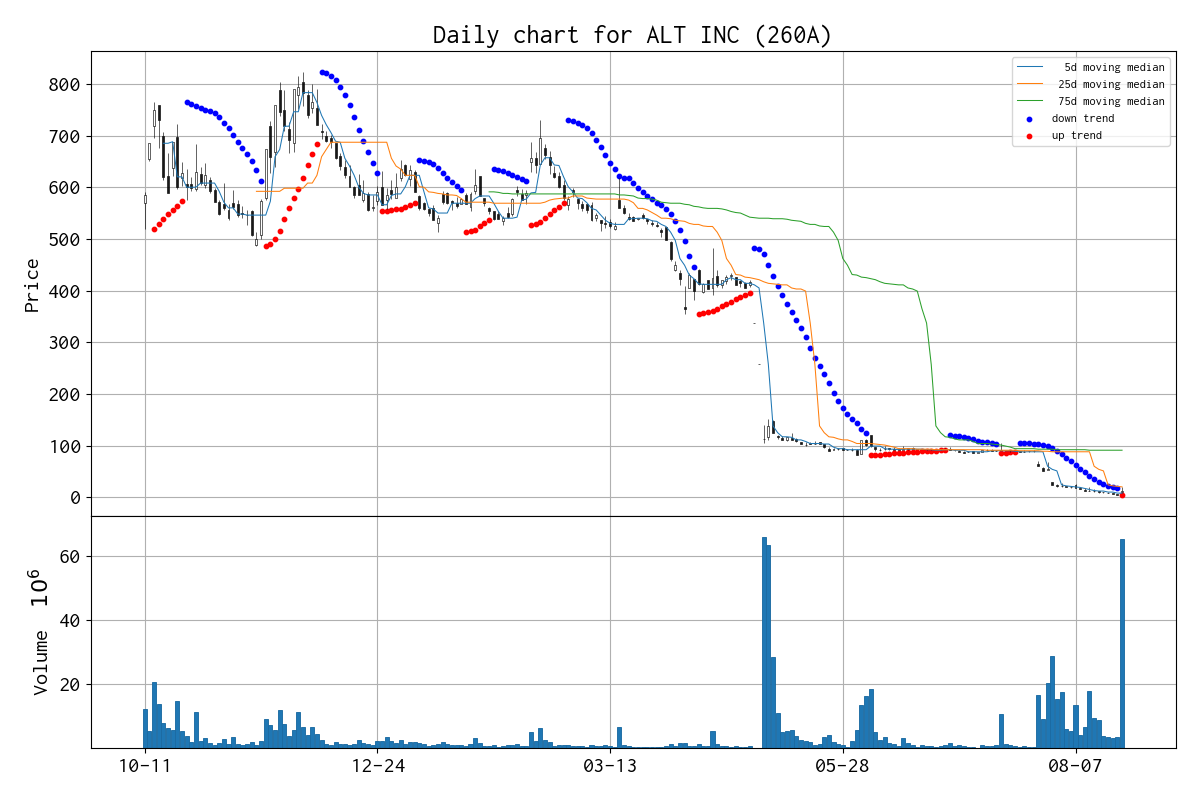 Daily chart for ALT INC (260A)
5d moving median
25d moving median
75d moving median
down trend
up trend
Price
800
700
600
500
400
300
200
100
0
Volume 10⁶
60
40
20
10-11
12-24
03-13
05-28
08-07